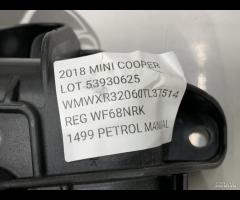 2018 MINI COOPER
LOT 53930625
WMWXR32060TL37514
REG WF68NRK
1499 PETROL MANUAL